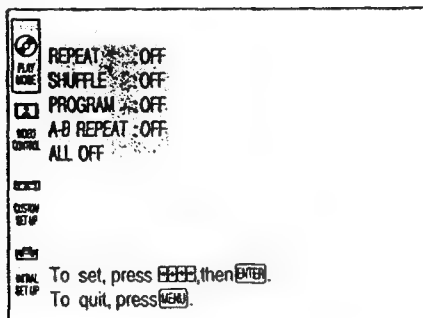 PLAY
MODE
REPEAT :OFF
SHUFFLE :OFF
PROGRAM :OFF
A-B REPEAT :OFF
ALL OFF
VIDEO
CONTROL
CUSTOM
SET UP
INITIAL
SET UP
To set, press ,then ENTER.
To quit, press MENU.